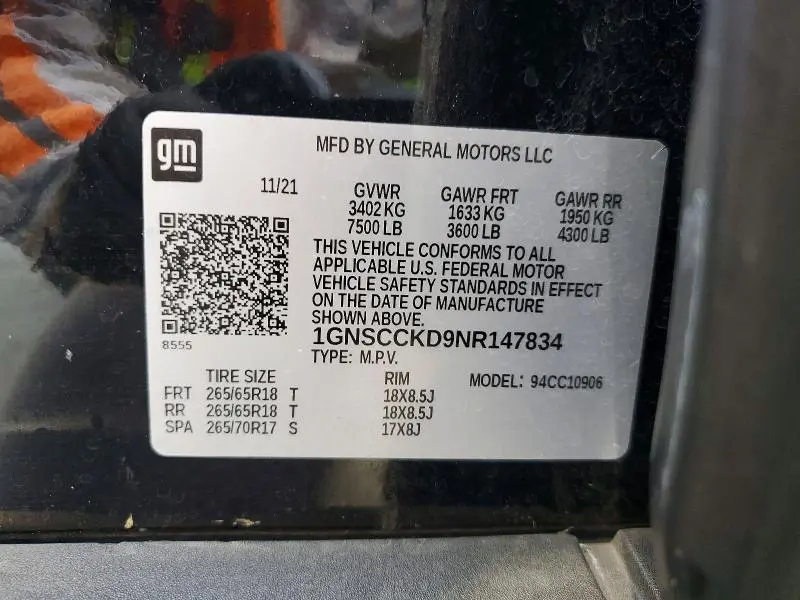 gm
MFD BY GENERAL MOTORS LLC
11/21
GVWR GAWR FRT GAWR RR
3402 KG 1633 KG 1950 KG
7500 LB 3600 LB 4300 LB
THIS VEHICLE CONFORMS TO ALL
APPLICABLE U.S. FEDERAL MOTOR
VEHICLE SAFETY STANDARDS IN EFFECT
ON THE DATE OF MANUFACTURE
SHOWN ABOVE.
8555
1GNSCCKD9NR147834
TYPE: M.P.V.
TIRE SIZE RIM MODEL: 94CC10906
FRT 265/65R18 T 18X8.5J
RR 265/65R18 T 18X8.5J
SPA 265/70R17 S 17X8J